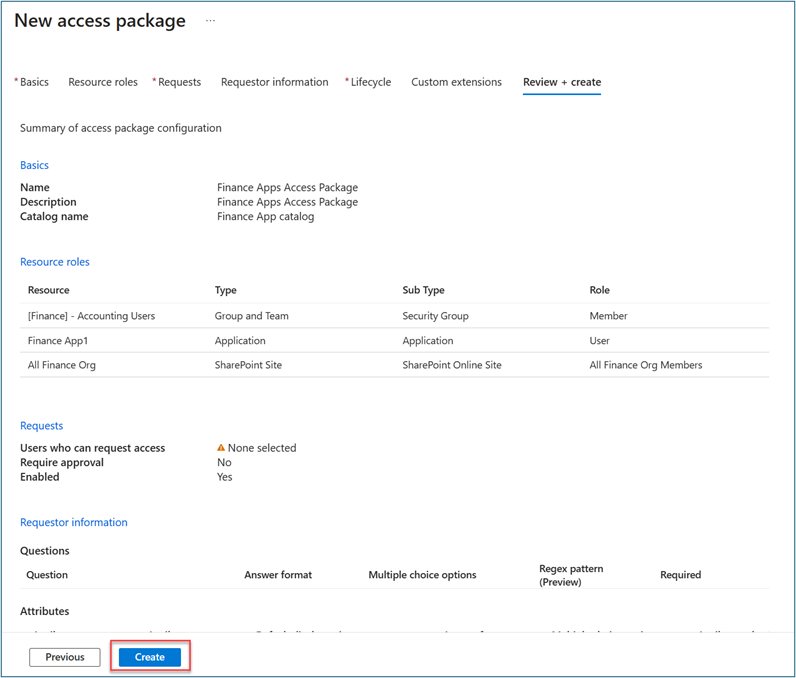 New access package ...
* Basics Resource roles * Requests Requestor information * Lifecycle Custom extensions Review + create
Summary of access package configuration
Basics
Name Finance Apps Access Package
Description Finance Apps Access Package
Catalog name Finance App catalog
Resource roles
Resource Type Sub Type Role
[Finance] - Accounting Users Group and Team Security Group Member
Finance App1 Application Application User
All Finance Org SharePoint Site SharePoint Online Site All Finance Org Members
Requests
Users who can request access None selected
Require approval No
Enabled Yes
Requestor information
Questions
Question Answer format Multiple choice options Regex pattern (Preview) Required
Attributes
Previous Create